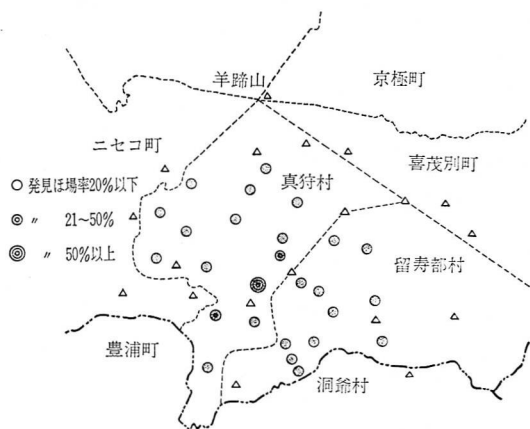 羊蹄山
京極町
ニセコ町
喜茂別町
真狩村
○ 発見ほ場率20%以下
◎ 〃 21~50%
◎ 〃 50%以上
留寿都村
豊浦町
洞爺村